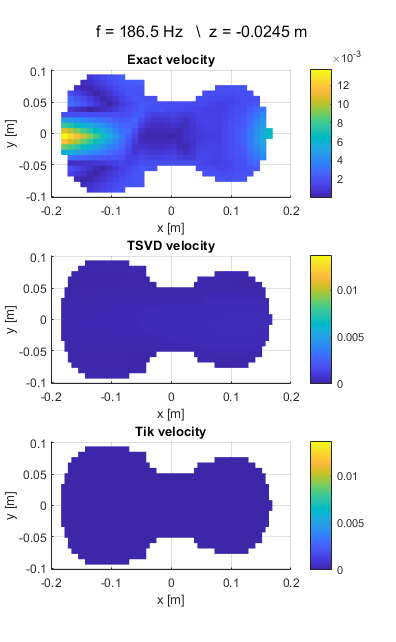 f = 186.5 Hz \ z = -0.0245 m
Exact velocity
0.1
0.05
0
-0.05
-0.1
y [m]
-0.2 -0.1 0 0.1 0.2
x [m]
×10-3
12
10
8
6
4
2
TSVD velocity
0.1
0.05
0
-0.05
-0.1
y [m]
-0.2 -0.1 0 0.1 0.2
x [m]
0.01
0.005
0
Tik velocity
0.1
0.05
0
-0.05
-0.1
y [m]
-0.2 -0.1 0 0.1 0.2
x [m]
0.01
0.005
0